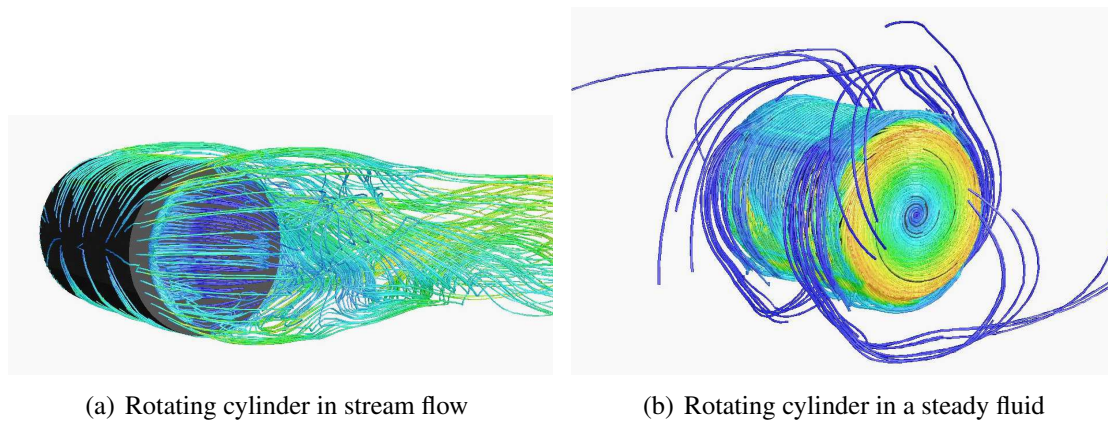 (a) Rotating cylinder in stream flow
(b) Rotating cylinder in a steady fluid